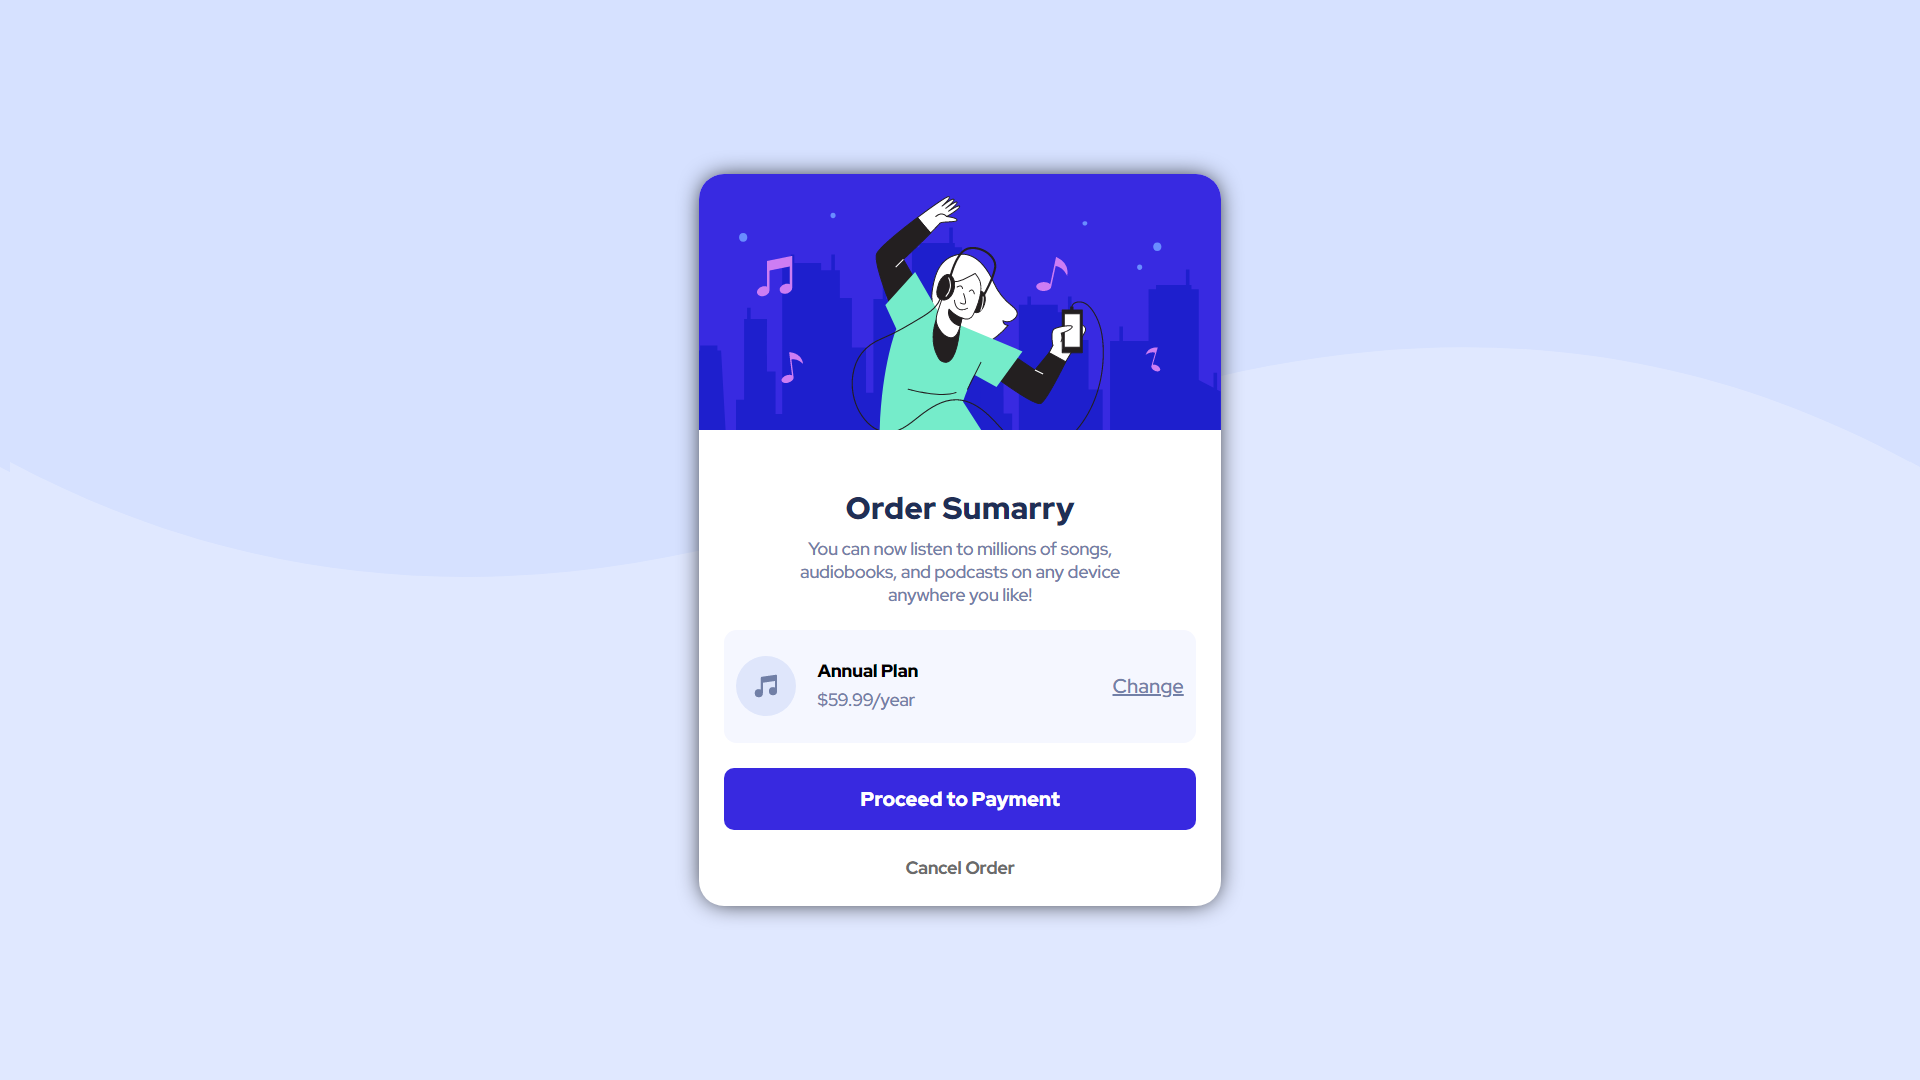 Order Sumarry
You can now listen to millions of songs,
audiobooks, and podcasts on any device
anywhere you like!
Annual Plan
$59.99/year
Change
Proceed to Payment
Cancel Order